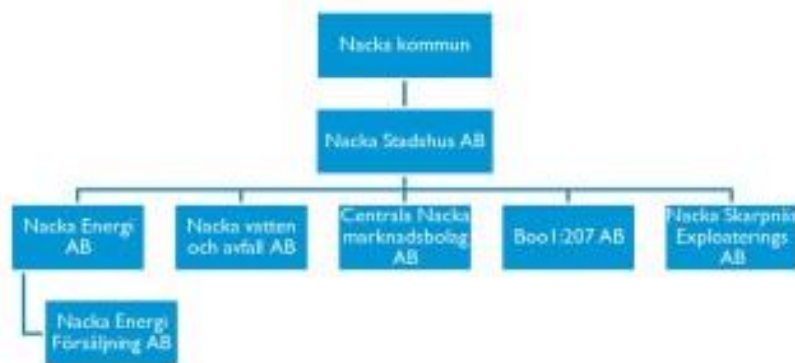 Nacka kommun
Nacka Stadshus AB
Nacka Energi
AB
Nacka vatten
och avfall AB
Centrala Nacka
marknadsbolag
AB
Boo1:207 AB
Nacka Skarpnäs
Exploaterings
AB
Nacka Energi
Försäljning AB